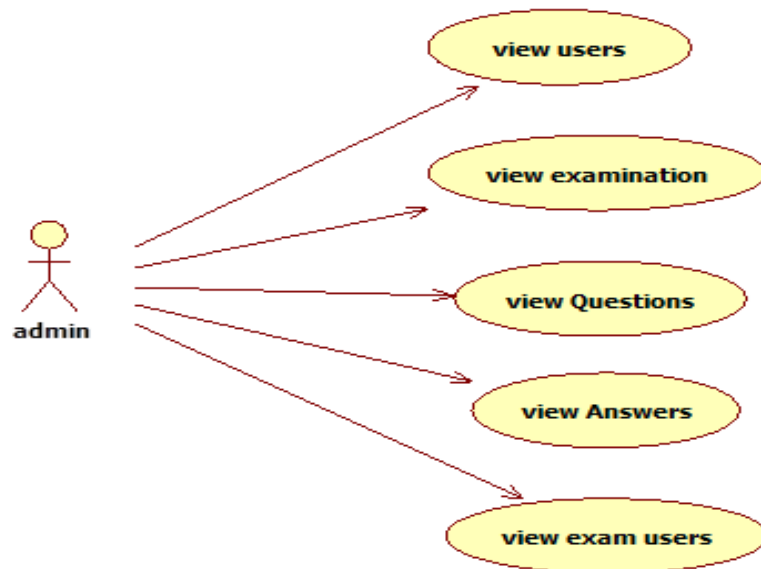 view users
view examination
view Questions
admin
view Answers
view exam users